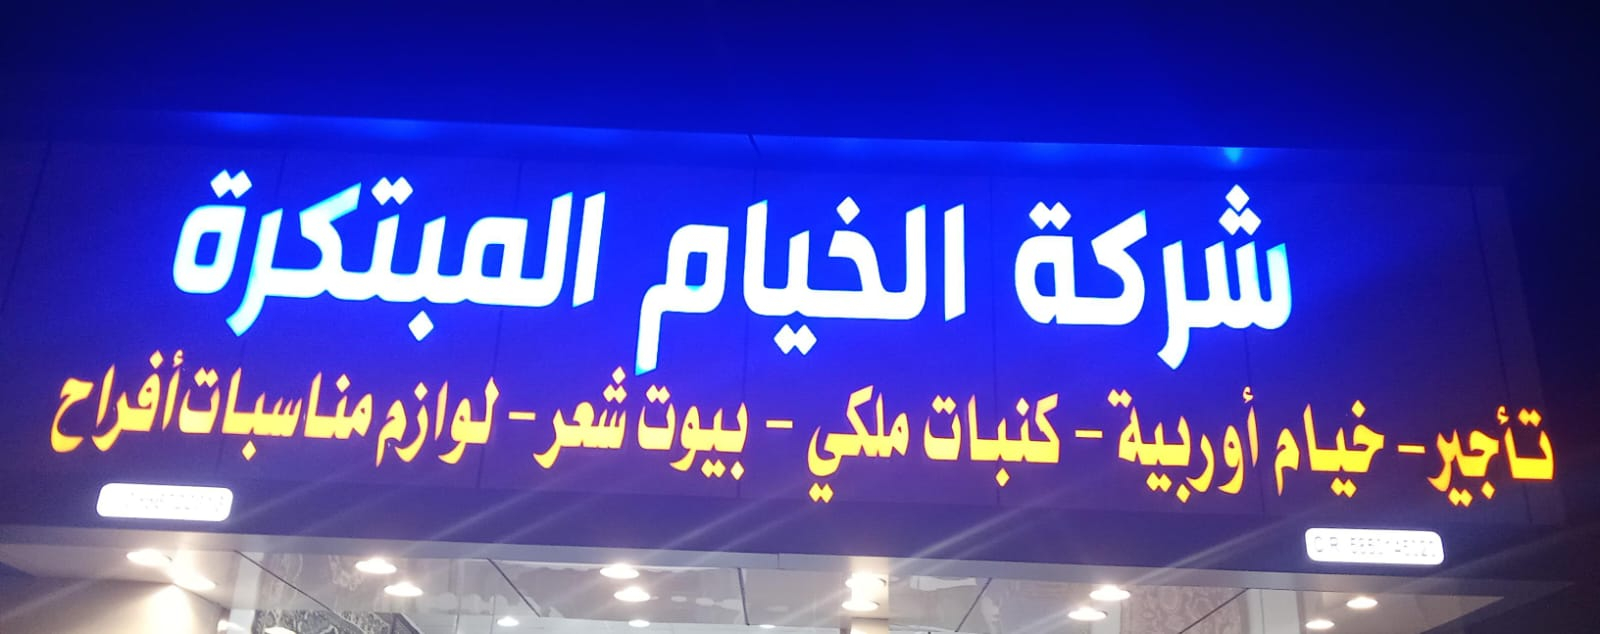 شركة الخيام المبتكرة
تأجير - خيام أوربية - كنبات ملكي - بيوت شعر - لوازم مناسبات أفراح